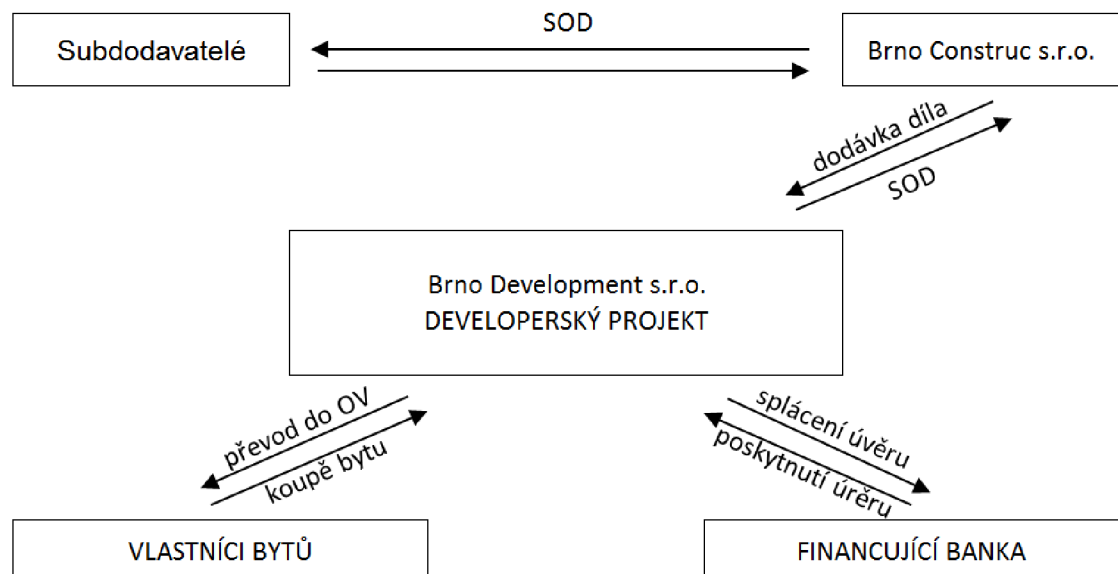 SOD
Subdodavatelé
Brno Construc s.r.o.
dodávka díla
SOD
Brno Development s.r.o.
DEVELOPERSKÝ PROJEKT
převod do OV
koupě bytu
splácení úvěru
poskytnutí úrěru
VLASTNÍCI BYTŮ
FINANCUJÍCÍ BANKA